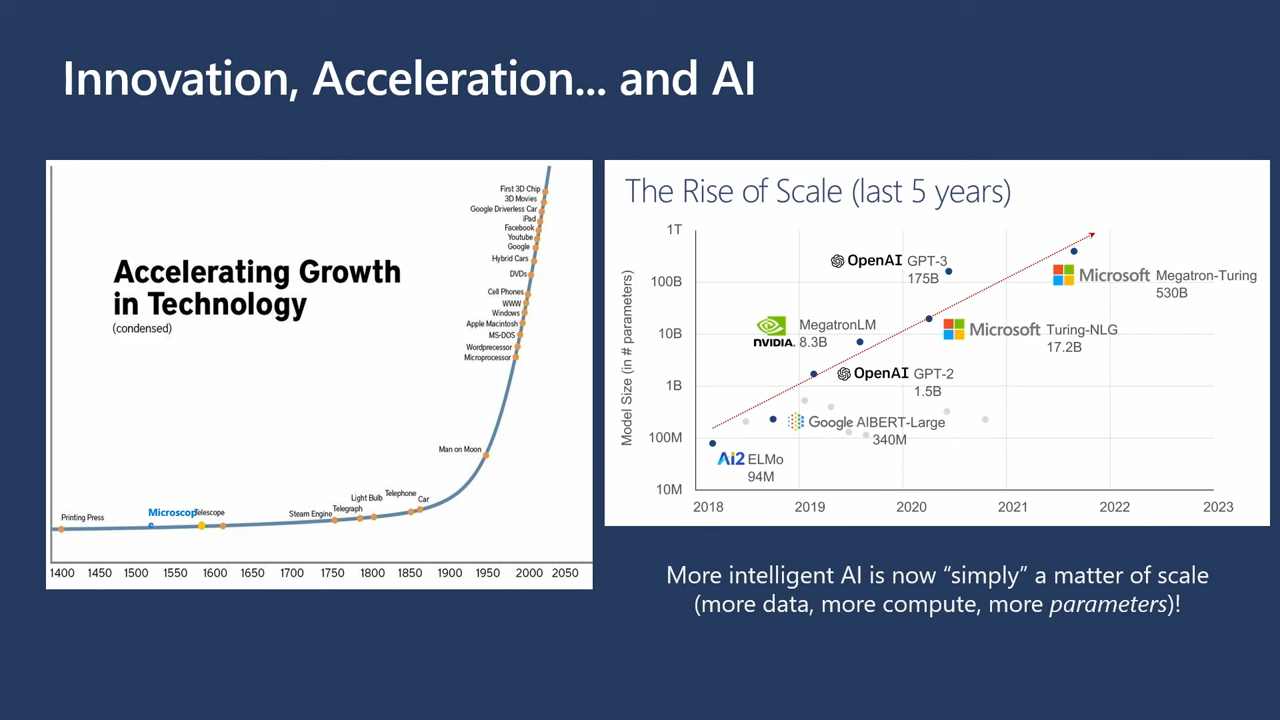 Innovation, Acceleration... and AI
Accelerating Growth
in Technology
(condensed)
First 3D Chip
3D Movies
Google Driverless Car
iPad
Facebook
Youtube
Google
Hybrid Cars
DVDs
Cell Phones
WWW
Windows
Apple Macintosh
MS-DOS
Wordprecessor
Microprocessor
Man on Moon
Car
Telephone
Light Bulb
Telegraph
Steam Engine
Telescope
Microscop
e
Printing Press
1400 1450 1500 1550 1600 1650 1700 1750 1800 1850 1900 1950 2000 2050
The Rise of Scale (last 5 years)
Model Size (in # parameters)
1T
100B
10B
1B
100M
10M
OpenAI GPT-3
175B
Microsoft Megatron-Turing
530B
NVIDIA. MegatronLM
8.3B
Microsoft Turing-NLG
17.2B
OpenAI GPT-2
1.5B
Google AlBERT-Large
340M
Ai2 ELMo
94M
2018 2019 2020 2021 2022 2023
More intelligent AI is now “simply” a matter of scale
(more data, more compute, more parameters)!